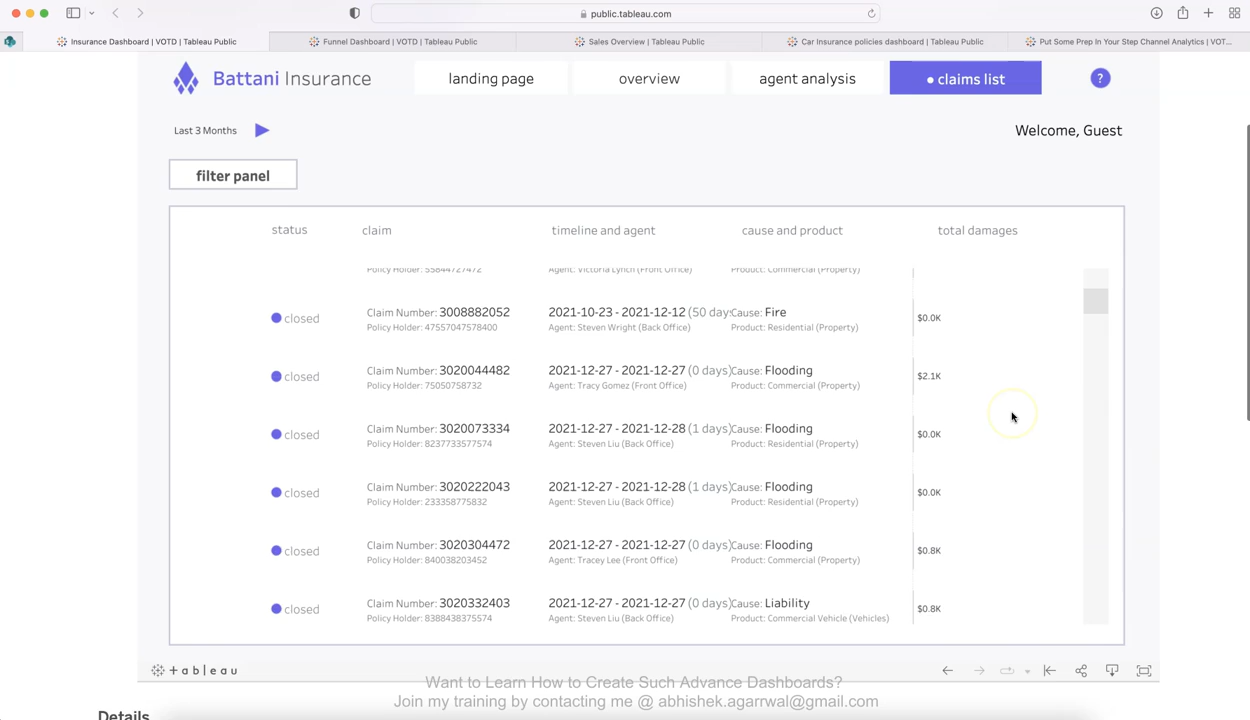 public.tableau.com
Insurance Dashboard | VOTD | Tableau Public
Funnel Dashboard | VOTD | Tableau Public
Sales Overview | Tableau Public
Car Insurance policies dashboard | Tableau Public
Put Some Prep In Your Step Channel Analytics | VOT...
Battani Insurance
landing page
overview
agent analysis
• claims list
?
Last 3 Months
Welcome, Guest
filter panel
status
claim
timeline and agent
cause and product
total damages
Policy Holder: 55844727472
Agent: Victoria Lynch (Front Office)
Product: Commercial (Property)
closed
Claim Number: 3008882052
Policy Holder: 47557047578400
2021-10-23 - 2021-12-12 (50 day
Agent: Steven Wright (Back Office)
Cause: Fire
Product: Residential (Property)
$0.0K
closed
Claim Number: 3020044482
Policy Holder: 75050758732
2021-12-27 - 2021-12-27 (0 days)
Agent: Tracy Gomez (Front Office)
Cause: Flooding
Product: Commercial (Property)
$2.1K
closed
Claim Number: 3020073334
Policy Holder: 8237733577574
2021-12-27 - 2021-12-28 (1 days)
Agent: Steven Liu (Back Office)
Cause: Flooding
Product: Residential (Property)
$0.0K
closed
Claim Number: 3020222043
Policy Holder: 233358775832
2021-12-27 - 2021-12-28 (1 days)
Agent: Steven Liu (Back Office)
Cause: Flooding
Product: Residential (Property)
$0.0K
closed
Claim Number: 3020304472
Policy Holder: 840038203452
2021-12-27 - 2021-12-27 (0 days)
Agent: Tracey Lee (Front Office)
Cause: Flooding
Product: Commercial (Property)
$0.8K
closed
Claim Number: 3020332403
Policy Holder: 8388438375574
2021-12-27 - 2021-12-27 (0 days)
Agent: Steven Liu (Back Office)
Cause: Liability
Product: Commercial Vehicle (Vehicles)
$0.8K
+ a b | e a u
Want to Learn How to Create Such Advance Dashboards?
Join my training by contacting me @ abhishek.agarrwal@gmail.com
Details